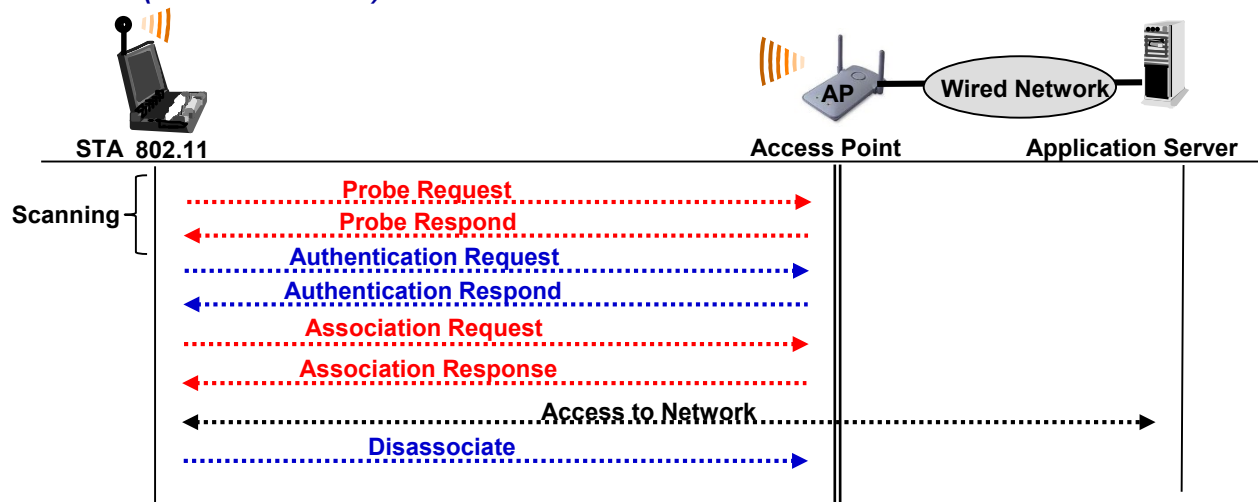 AP
Wired Network
STA 802.11
Access Point
Application Server
Scanning
Probe Request
Probe Respond
Authentication Request
Authentication Respond
Association Request
Association Response
Access to Network
Disassociate